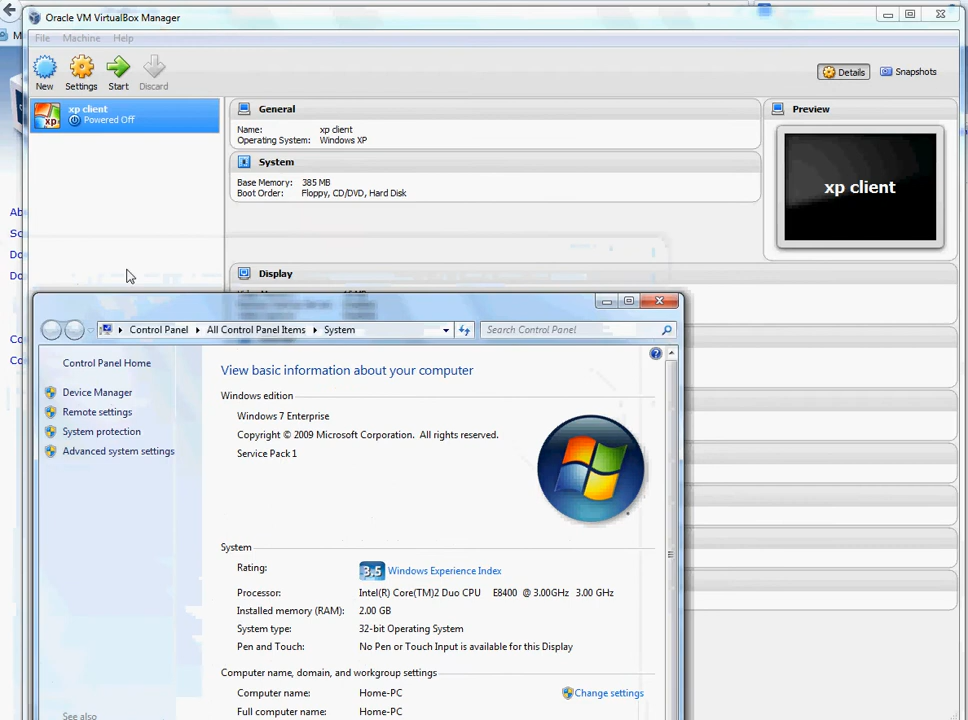 Oracle VM VirtualBox Manager
File Machine Help
New Settings Start Discard
Details Snapshots
xp client
Powered Off
General
Name: xp client
Operating System: Windows XP
System
Base Memory: 385 MB
Boot Order: Floppy, CD/DVD, Hard Disk
Preview
xp client
Display
Control Panel All Control Panel Items System
Search Control Panel
Control Panel Home
Device Manager
Remote settings
System protection
Advanced system settings
See also
View basic information about your computer
Windows edition
Windows 7 Enterprise
Copyright © 2009 Microsoft Corporation. All rights reserved.
Service Pack 1
System
Rating: 3.5 Windows Experience Index
Processor: Intel(R) Core(TM)2 Duo CPU E8400 @ 3.00GHz 3.00 GHz
Installed memory (RAM): 2.00 GB
System type: 32-bit Operating System
Pen and Touch: No Pen or Touch Input is available for this Display
Computer name, domain, and workgroup settings
Computer name: Home-PC
Change settings
Full computer name: Home-PC